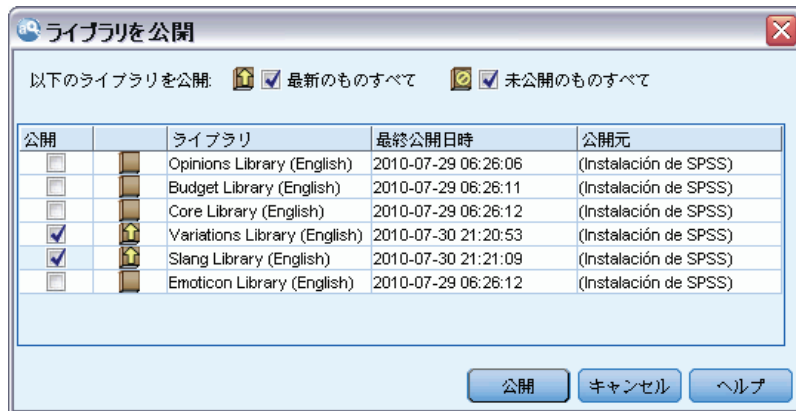 ライブラリを公開
以下のライブラリを公開: 最新のものすべて 未公開のものすべて
公開 ライブラリ 最終公開日時 公開元
Opinions Library (English) 2010-07-29 06:26:06 (Instalación de SPSS)
Budget Library (English) 2010-07-29 06:26:11 (Instalación de SPSS)
Core Library (English) 2010-07-29 06:26:12 (Instalación de SPSS)
Variations Library (English) 2010-07-30 21:20:53 (Instalación de SPSS)
Slang Library (English) 2010-07-30 21:21:09 (Instalación de SPSS)
Emoticon Library (English) 2010-07-29 06:26:12 (Instalación de SPSS)
公開 キャンセル ヘルプ